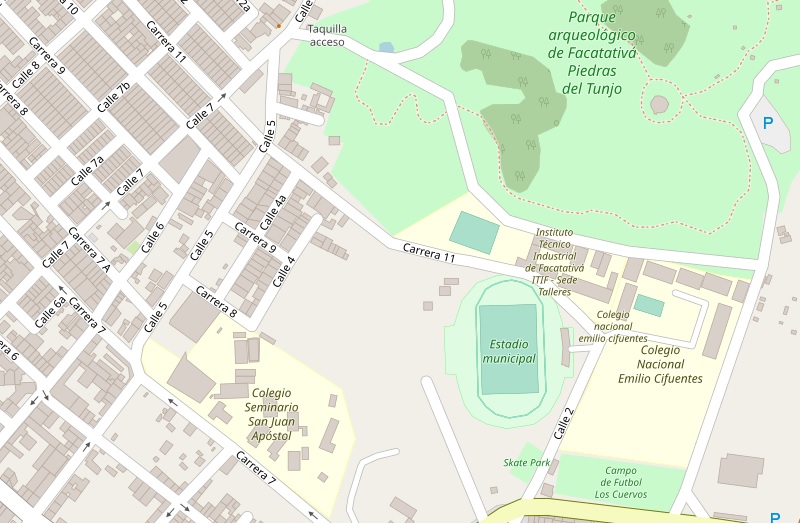 Calle
12a
Carrera 10
Taquilla
acceso
Parque
arqueológico
de Facatativá
Piedras
del Tunjo
Carrera 11
Carrera 9
Calle 8
Calle 7b
Carrera 8
Calle 7
Calle 5
P
Calle 7a
Calle 7
Calle 4a
Calle 6
Calle 5
Carrera 9
Calle 7
Carrera 7 A
Carrera 11
Instituto
Técnico
Industrial
de Facatativá
ITIF - Sede
Talleres
Calle 4
Calle 6a
Carrera 8
Calle 5
Carrera 7
Carrera 6
Colegio
nacional
emilio cifuentes
Estadio
municipal
Colegio
Nacional
Emilio Cifuentes
Colegio
Seminario
San Juan
Apóstol
Calle 2
Carrera 7
Skate Park
Campo
de Futbol
Los Cuervos
P